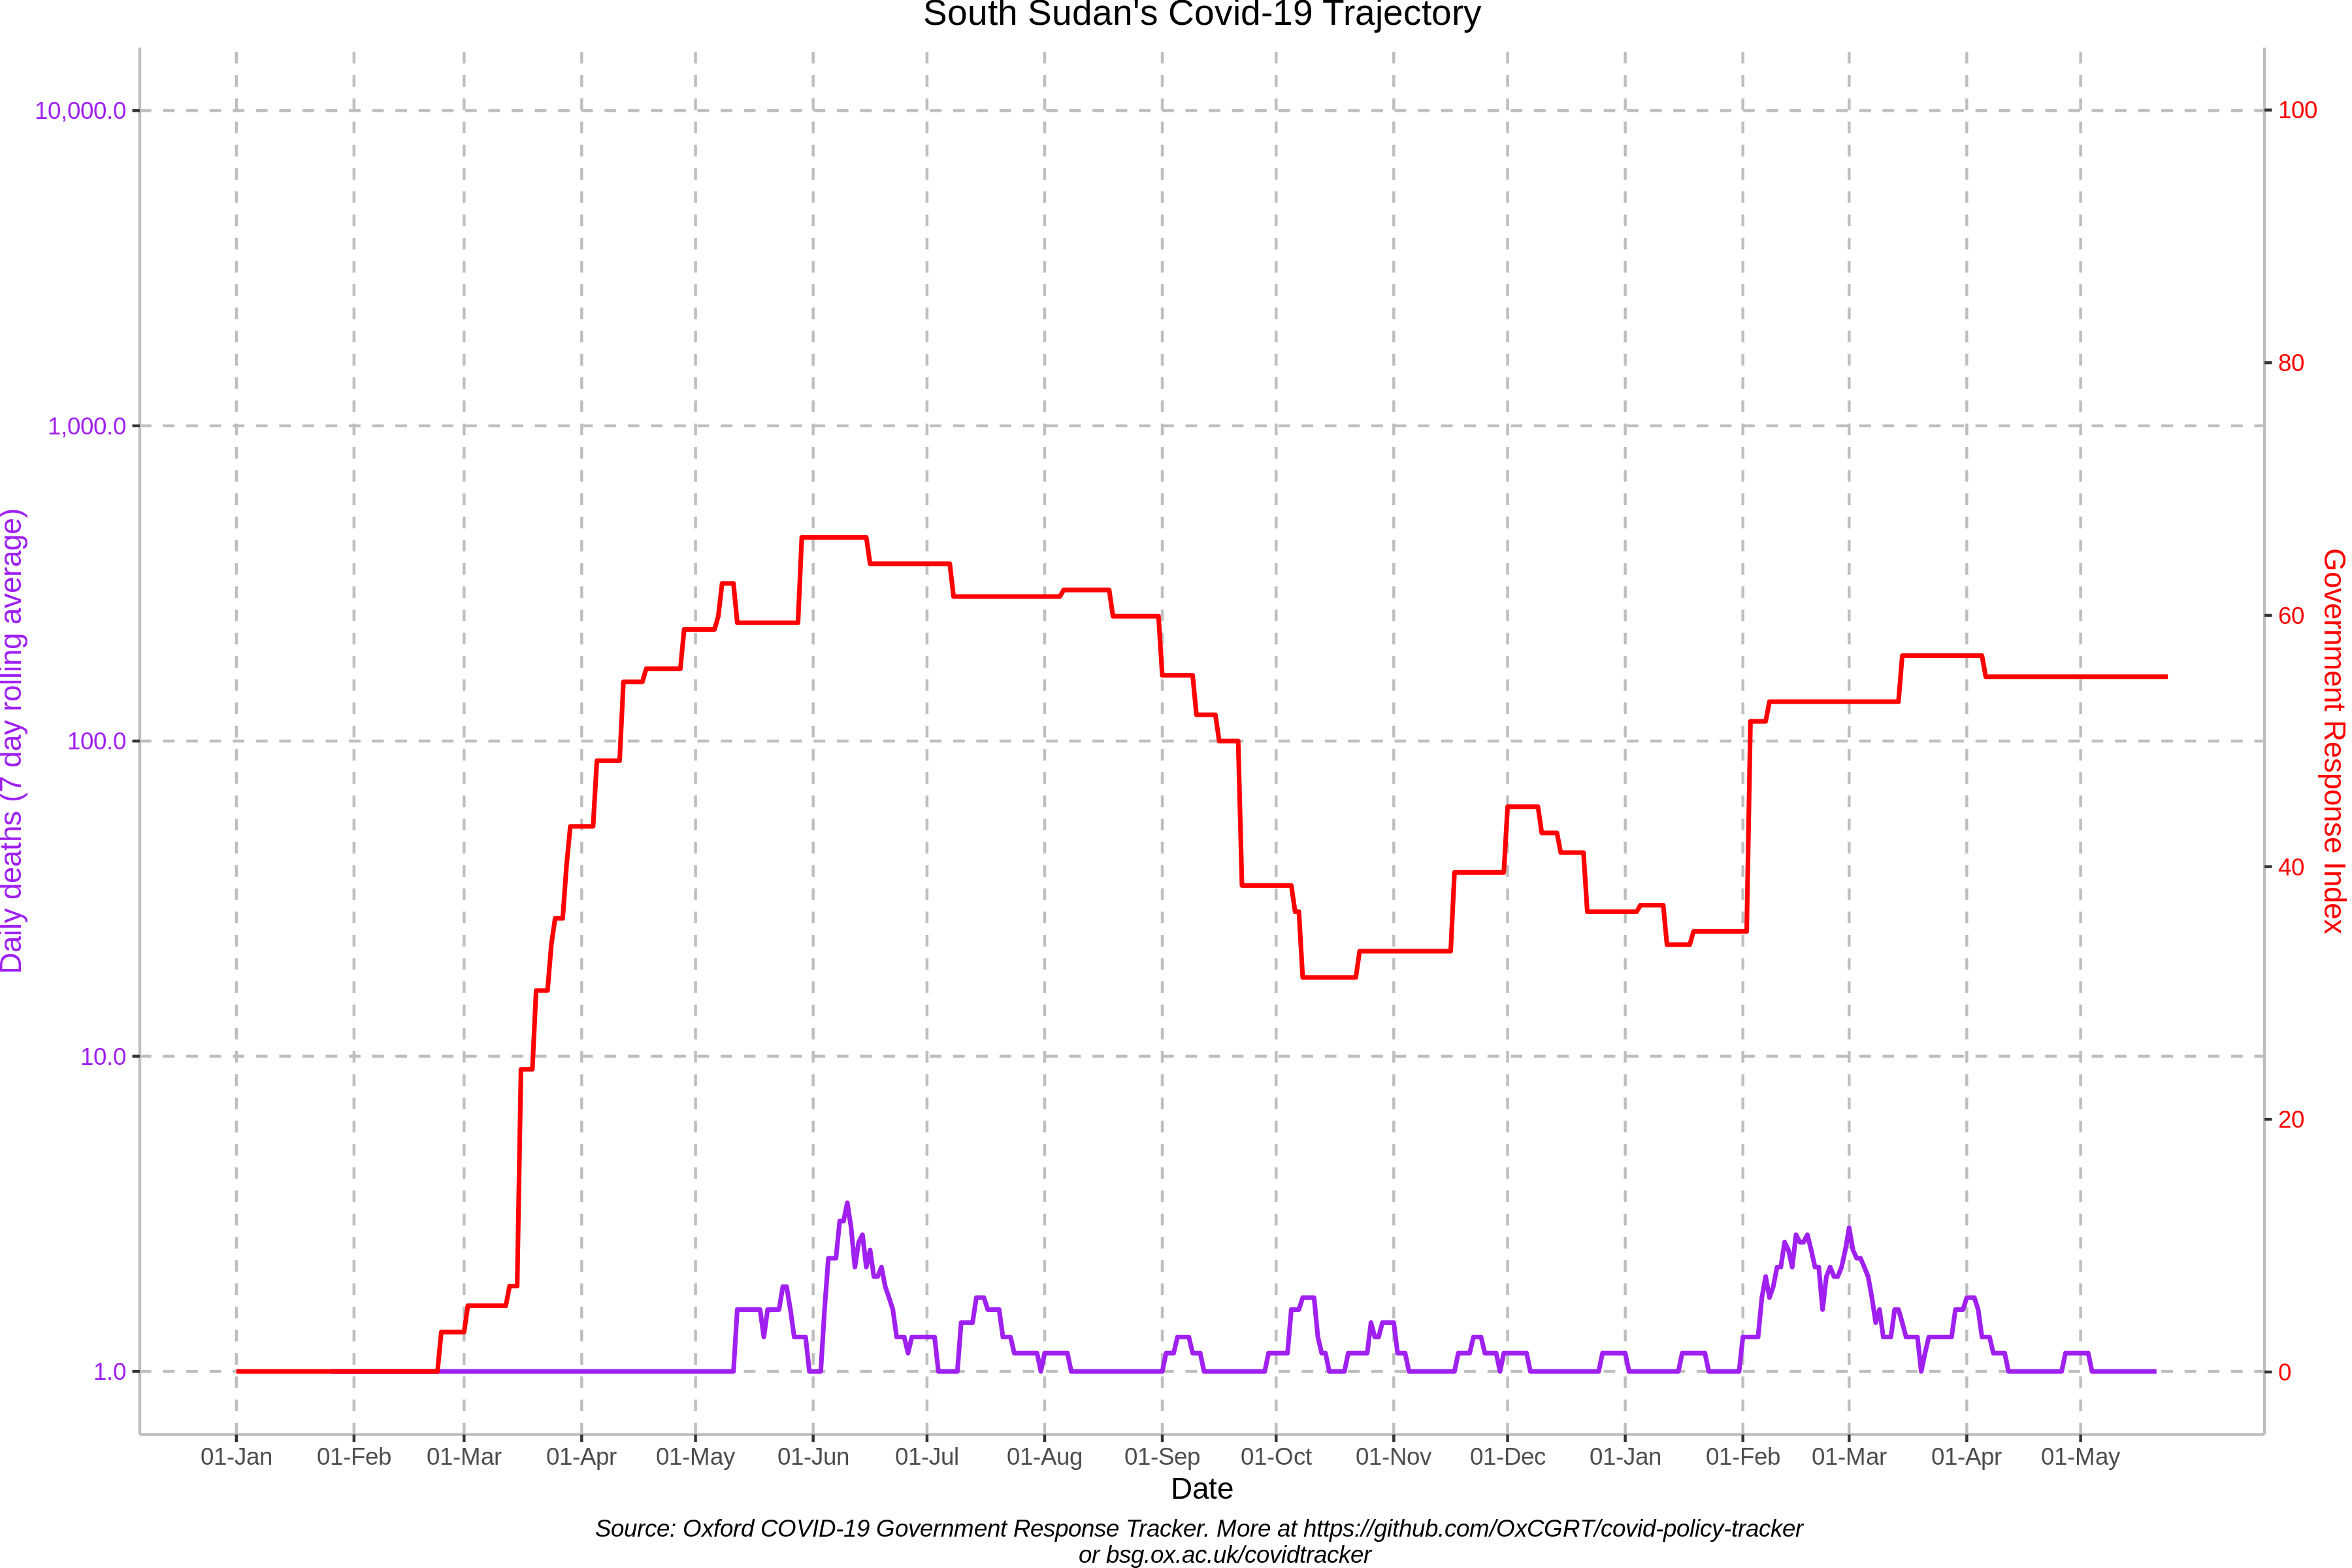 South Sudan's Covid-19 Trajectory
10,000.0
1,000.0
100.0
10.0
1.0
Daily deaths (7 day rolling average)
100
80
60
40
20
0
Government Response Index
01-Jan 01-Feb 01-Mar 01-Apr 01-May 01-Jun 01-Jul 01-Aug 01-Sep 01-Oct 01-Nov 01-Dec 01-Jan 01-Feb 01-Mar 01-Apr 01-May
Date
Source: Oxford COVID-19 Government Response Tracker. More at https://github.com/OxCGRT/covid-policy-tracker
or bsg.ox.ac.uk/covidtracker